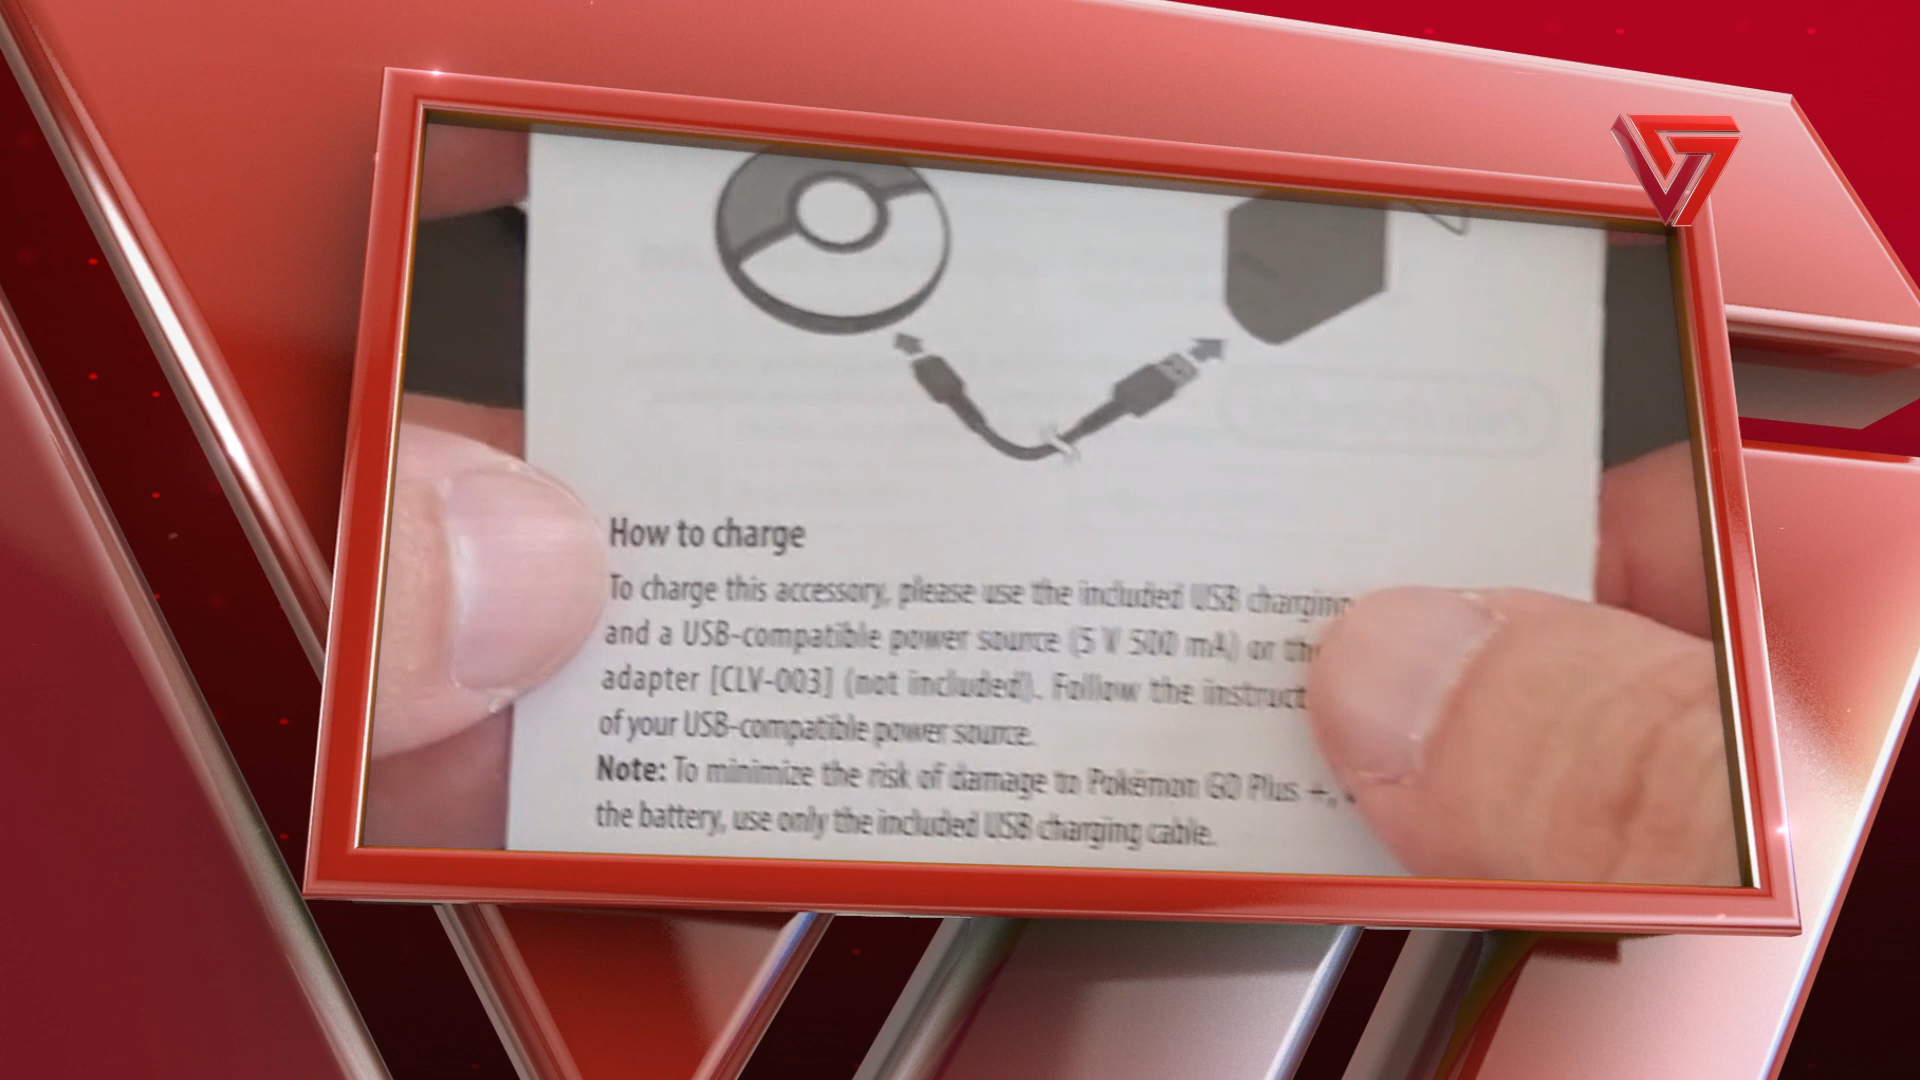 How to charge
To charge this accessory, please use the included USB charging
and a USB-compatible power source (5 V 500 mA) or the
adapter [CLV-003] (not included). Follow the instruct
of your USB-compatible power source.
Note: To minimize the risk of damage to Pokémon GO Plus +,
the battery, use only the included USB charging cable.